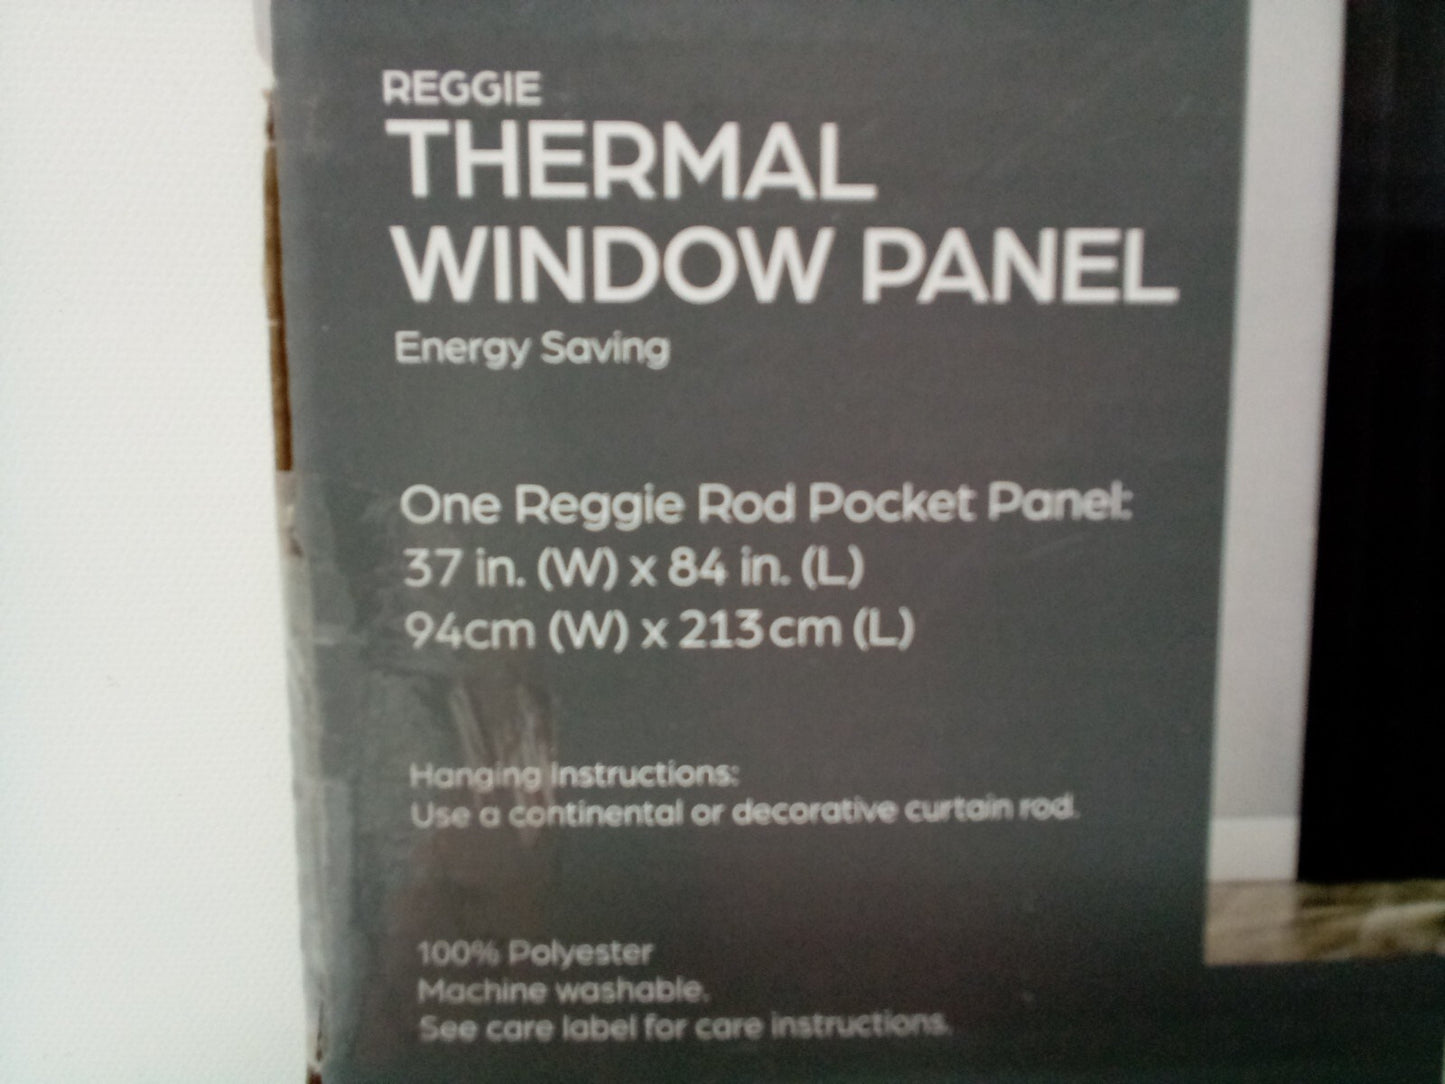 REGGIE
THERMAL
WINDOW PANEL
Energy Saving
One Reggie Rod Pocket Panel:
37 in. (W) x 84 in. (L)
94cm (W) x 213cm (L)
Hanging Instructions:
Use a continental or decorative curtain rod.
100% Polyester
Machine washable.
See care label for care instructions.